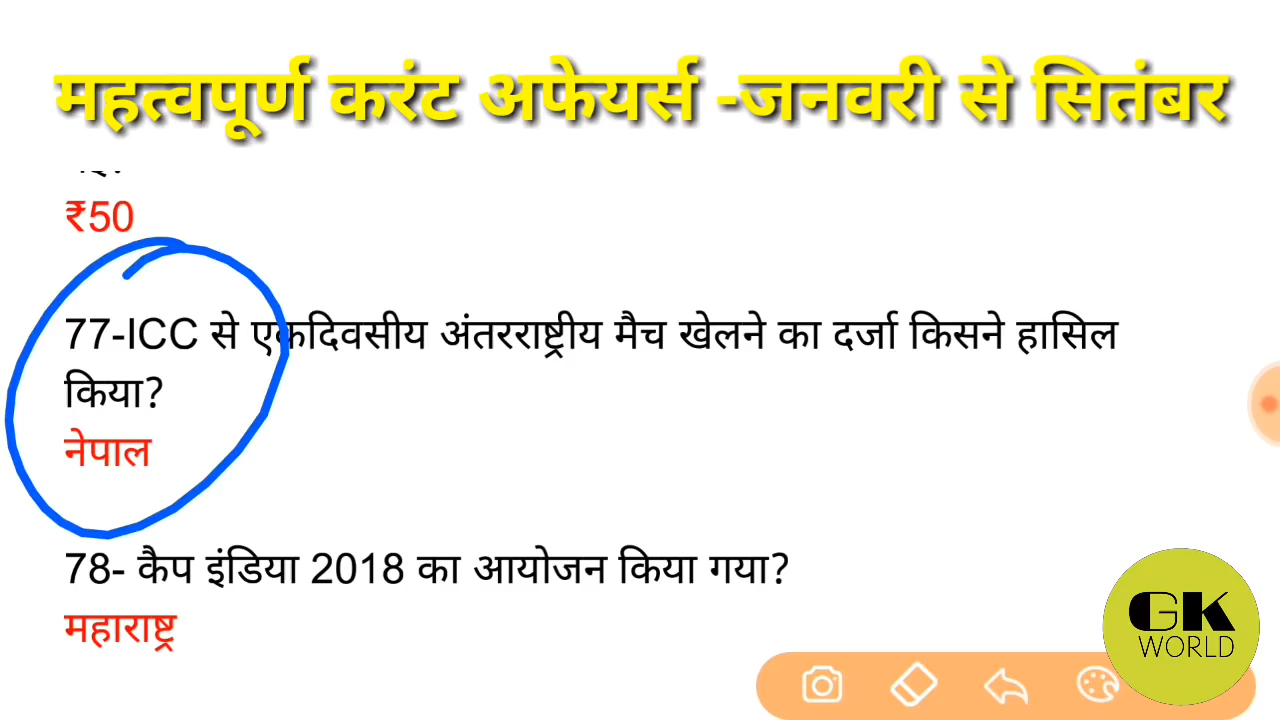 महत्वपूर्ण करंट अफेयर्स -जनवरी से सितंबर
₹50
77-ICC से एकदिवसीय अंतरराष्ट्रीय मैच खेलने का दर्जा किसने हासिल
किया?
नेपाल
78- कैप इंडिया 2018 का आयोजन किया गया?
महाराष्ट्र
GK
WORLD